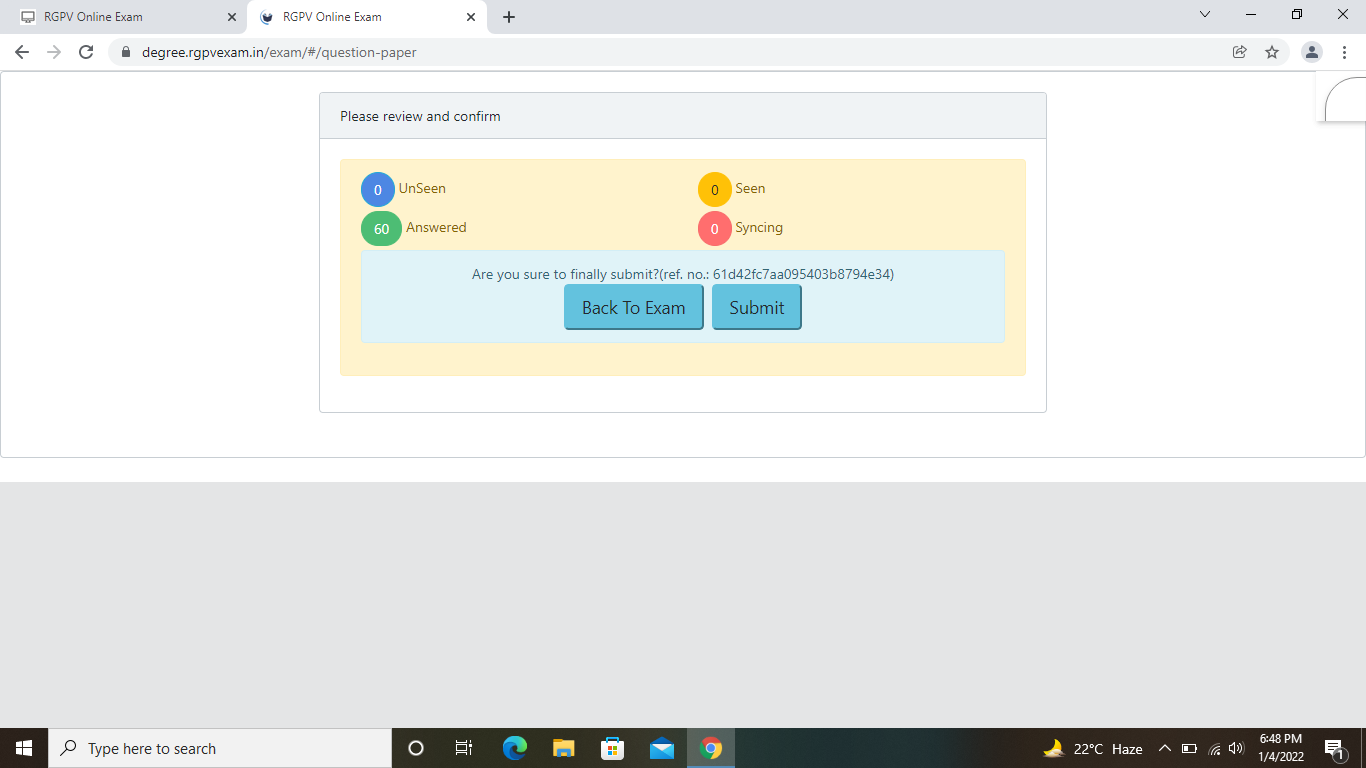 RGPV Online Exam
RGPV Online Exam
degree.rgpvexam.in/exam/#/question-paper
Please review and confirm
0 UnSeen
0 Seen
60 Answered
0 Syncing
Are you sure to finally submit?(ref. no.: 61d42fc7aa095403b8794e34)
Back To Exam
Submit
Type here to search
22°C Haze
6:48 PM
1/4/2022
1